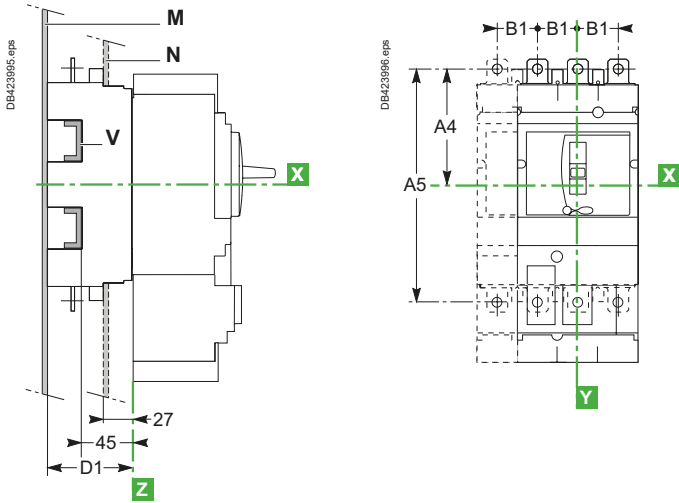 DB423995.eps
M
N
V
X
27
45
D1
Z
DB423996.eps
B1 B1 B1
A4
A5
X
Y